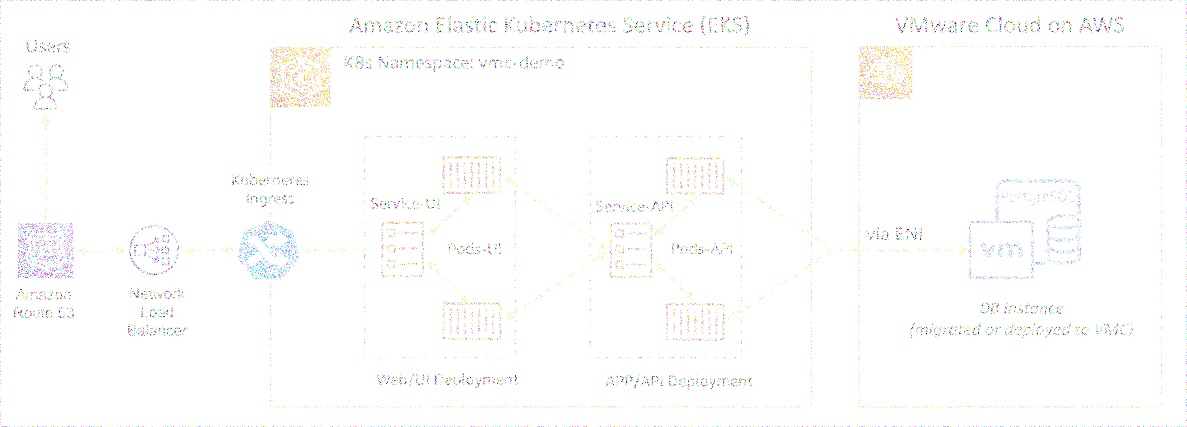 Amazon Elastic Kubernetes Service (EKS)
VMware Cloud on AWS
Users
K8s Namespace: vmc-demo
Kubernetes
Ingress
Service-UI
Service-API
PostgreSQL
Pods-UI
Pods-API
via ENI
vm
Amazon
Route 53
Network
Load
Balancer
DB instance
(migrated or deployed to VMC)
Web/UI Deployment
APP/API Deployment